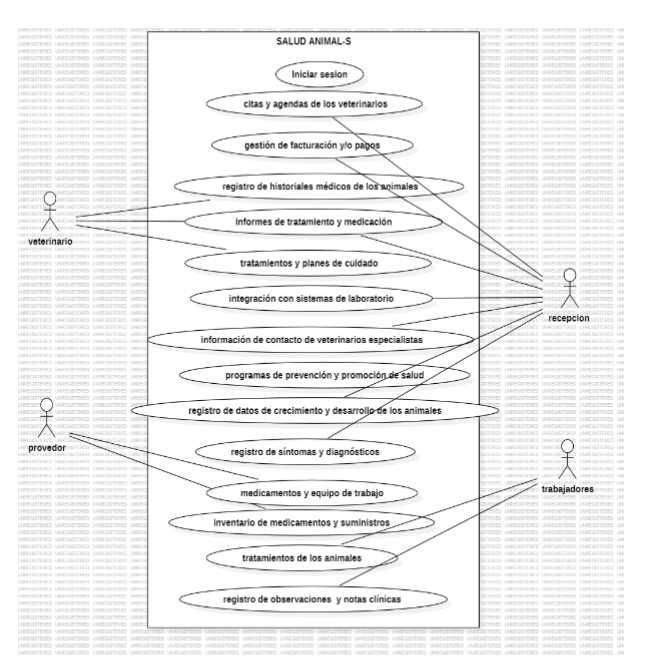 SALUD ANIMAL-S
Iniciar sesion
citas y agendas de los veterinarios
gestión de facturación y/o pagos
registro de historiales médicos de los animales
informes de tratamiento y medicación
veterinario
tratamientos y planes de cuidado
integración con sistemas de laboratorio
recepcion
información de contacto de veterinarios especialistas
programas de prevención y promoción de salud
registro de datos de crecimiento y desarrollo de los animales
provedor
registro de síntomas y diagnósticos
trabajadores
medicamentos y equipo de trabajo
inventario de medicamentos y suministros
tratamientos de los animales
registro de observaciones y notas clínicas